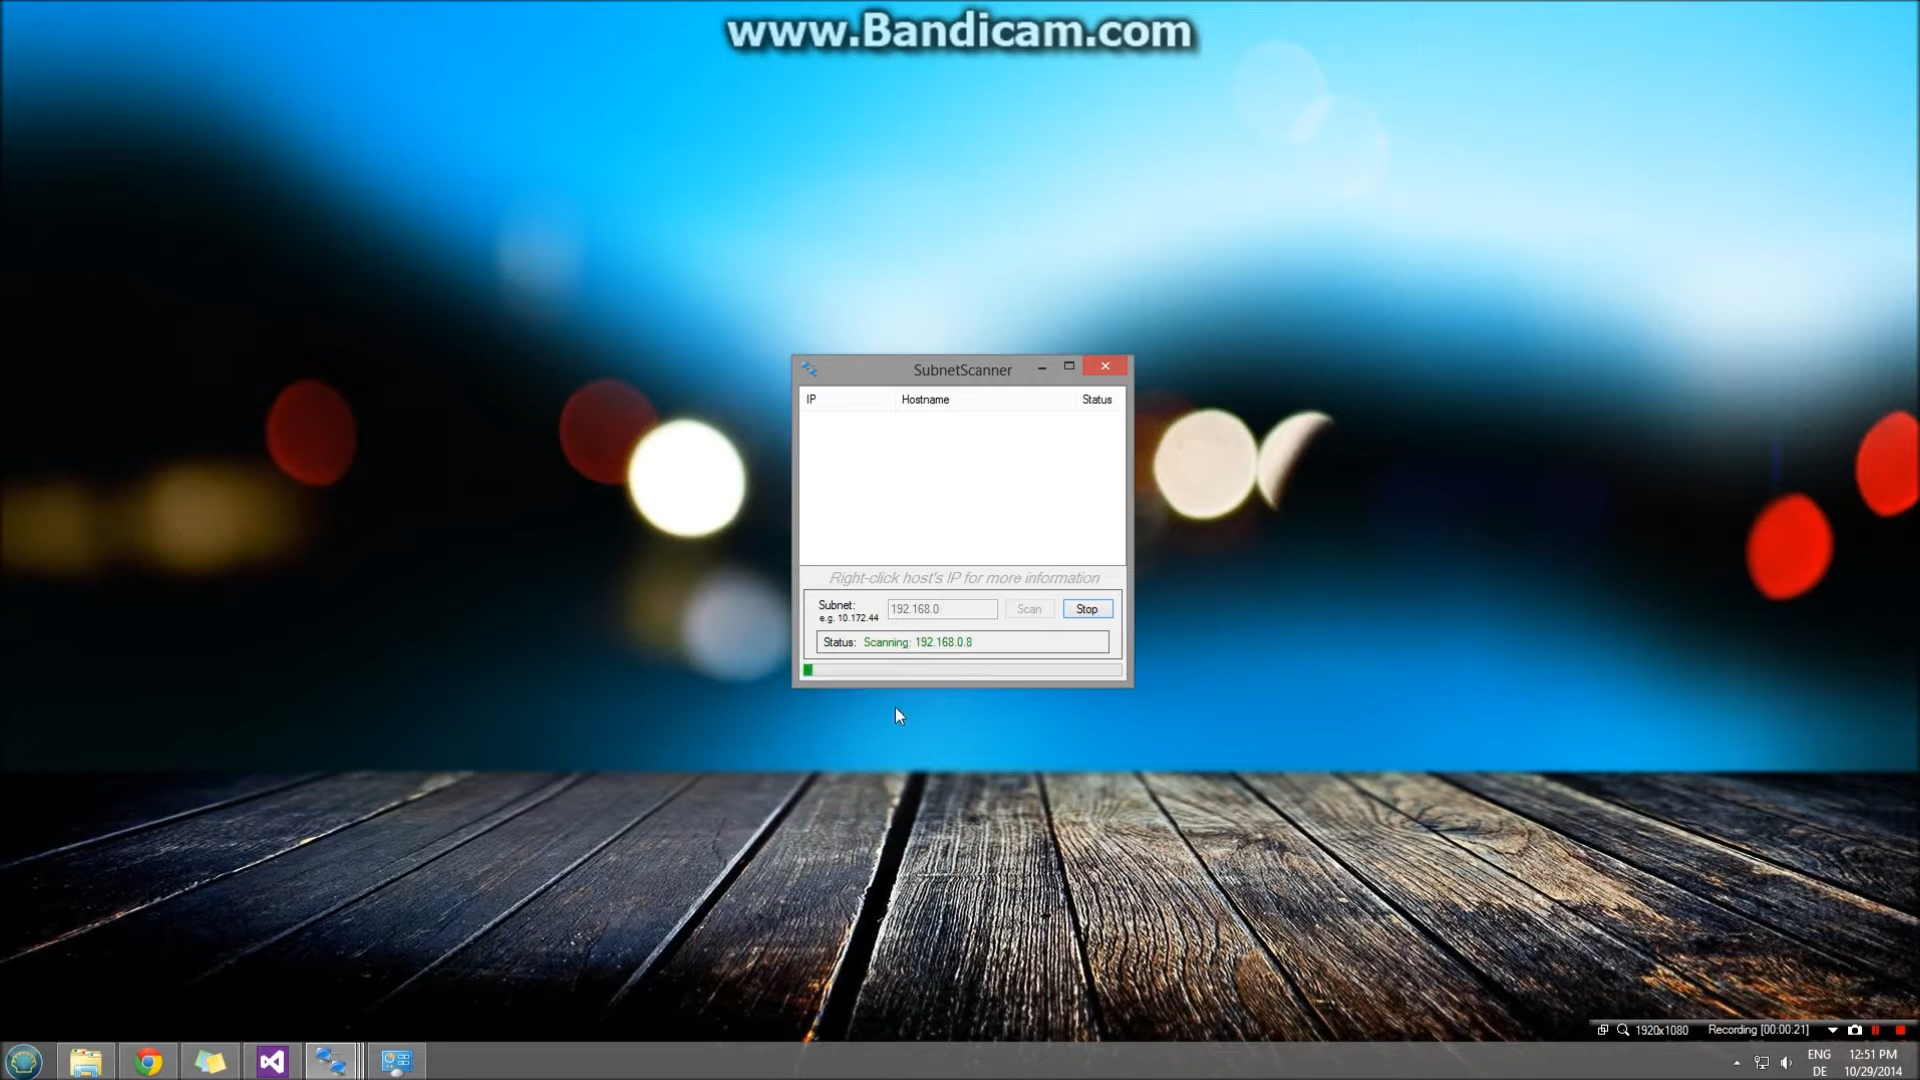 www.Bandicam.com
SubnetScanner
IP Hostname Status
Right-click host's IP for more information
Subnet: 192.168.0 Scan Stop
e.g. 10.172.44
Status: Scanning: 192.168.0.8
1920x1080 Recording [00:00:21]
ENG 12:51 PM
DE 10/29/2014